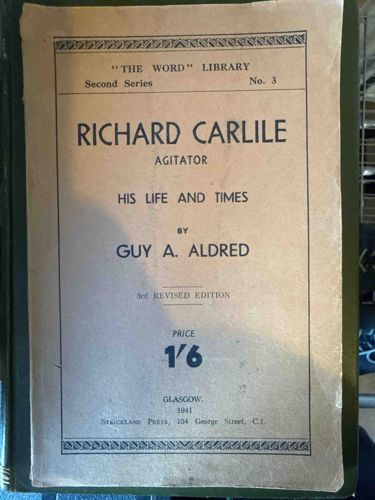 "THE WORD" LIBRARY
Second Series No. 3
RICHARD CARLILE
AGITATOR
HIS LIFE AND TIMES
BY
GUY A. ALDRED
3rd REVISED EDITION
PRICE
1'6
GLASGOW.
1941
STRICKLAND PRESS, 104 George Street, C.1.